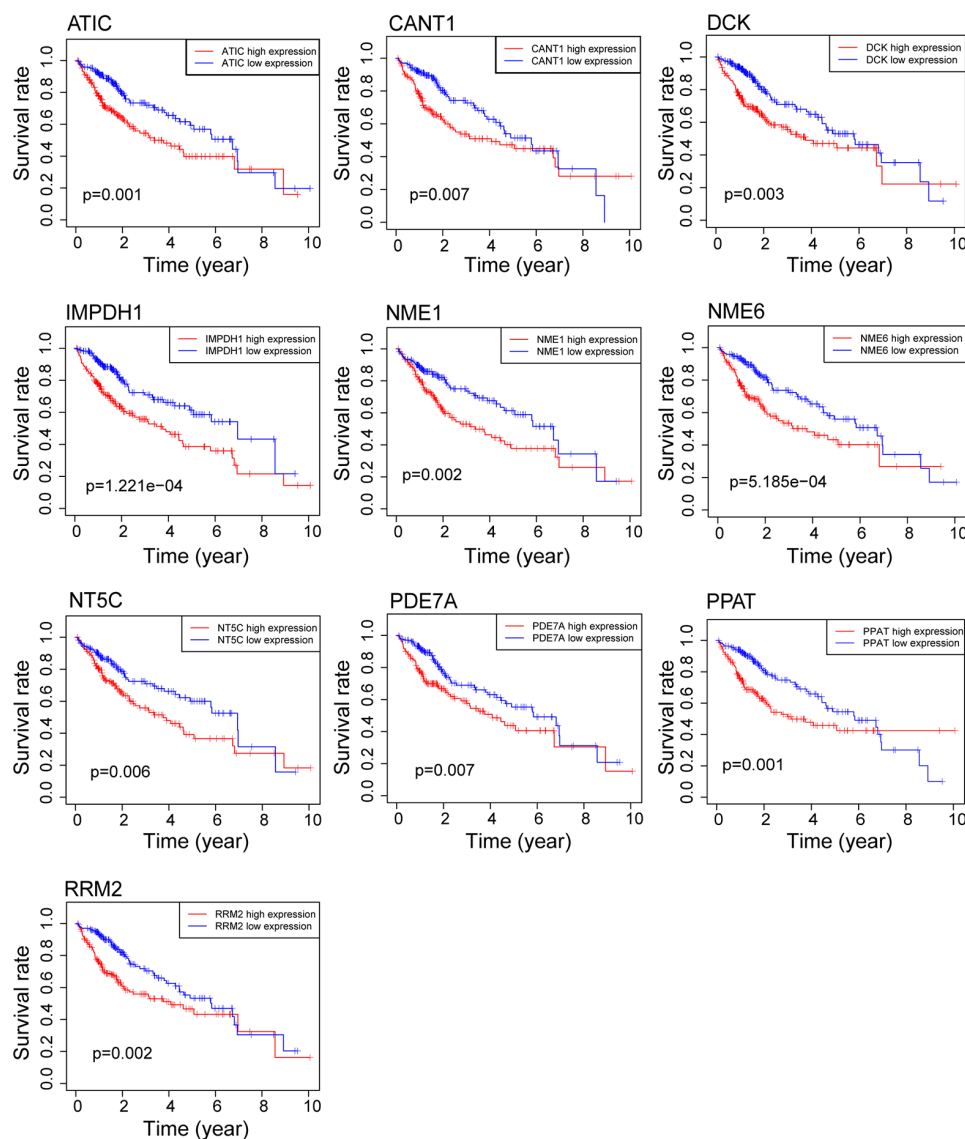 ATIC
ATIC high expression
ATIC low expression
Survival rate
0.0 0.2 0.4 0.6 0.8 1.0
p=0.001
0 2 4 6 8 10
Time (year)
CANT1
CANT1 high expression
CANT1 low expression
Survival rate
0.0 0.2 0.4 0.6 0.8 1.0
p=0.007
0 2 4 6 8 10
Time (year)
DCK
DCK high expression
DCK low expression
Survival rate
0.0 0.2 0.4 0.6 0.8 1.0
p=0.003
0 2 4 6 8 10
Time (year)
IMPDH1
IMPDH1 high expression
IMPDH1 low expression
Survival rate
0.0 0.2 0.4 0.6 0.8 1.0
p=1.221e−04
0 2 4 6 8 10
Time (year)
NME1
NME1 high expression
NME1 low expression
Survival rate
0.0 0.2 0.4 0.6 0.8 1.0
p=0.002
0 2 4 6 8 10
Time (year)
NME6
NME6 high expression
NME6 low expression
Survival rate
0.0 0.2 0.4 0.6 0.8 1.0
p=5.185e−04
0 2 4 6 8 10
Time (year)
NT5C
NT5C high expression
NT5C low expression
Survival rate
0.0 0.2 0.4 0.6 0.8 1.0
p=0.006
0 2 4 6 8 10
Time (year)
PDE7A
PDE7A high expression
PDE7A low expression
Survival rate
0.0 0.2 0.4 0.6 0.8 1.0
p=0.007
0 2 4 6 8 10
Time (year)
PPAT
PPAT high expression
PPAT low expression
Survival rate
0.0 0.2 0.4 0.6 0.8 1.0
p=0.001
0 2 4 6 8 10
Time (year)
RRM2
RRM2 high expression
RRM2 low expression
Survival rate
0.0 0.2 0.4 0.6 0.8 1.0
p=0.002
0 2 4 6 8 10
Time (year)